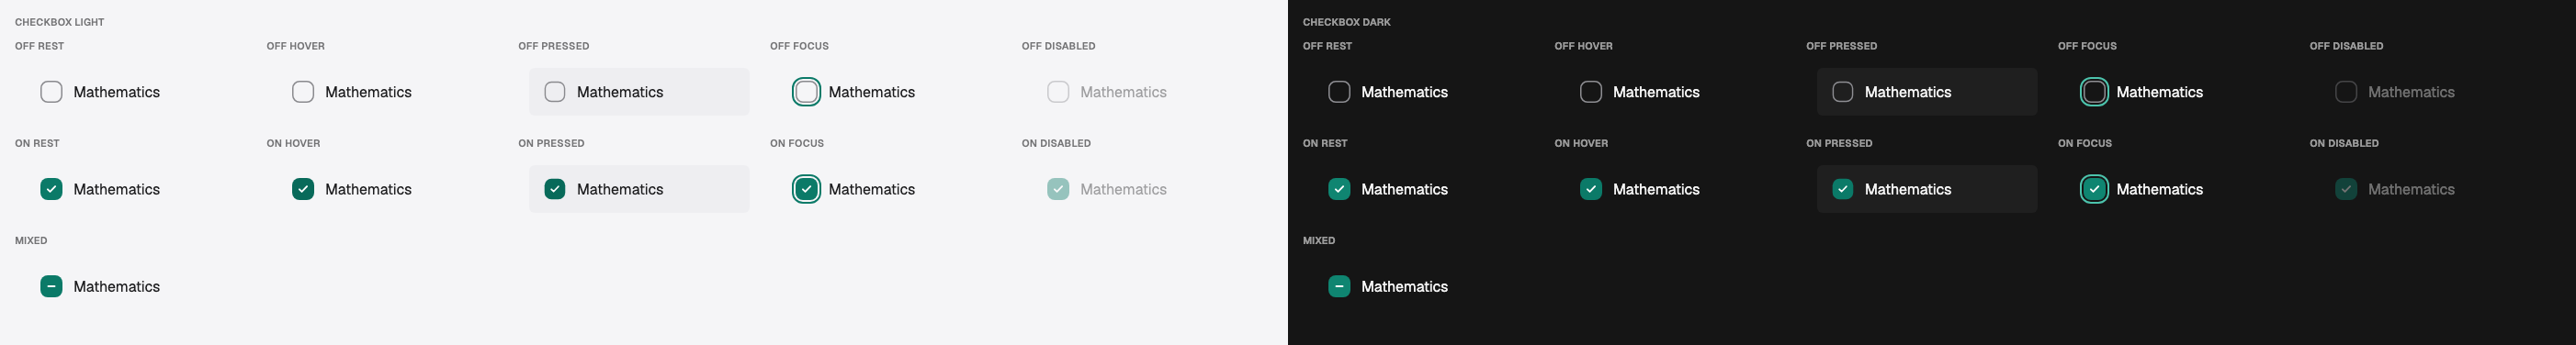 CHECKBOX LIGHT
OFF REST OFF HOVER OFF PRESSED OFF FOCUS OFF DISABLED
Mathematics Mathematics Mathematics Mathematics Mathematics
ON REST ON HOVER ON PRESSED ON FOCUS ON DISABLED
Mathematics Mathematics Mathematics Mathematics Mathematics
MIXED
Mathematics
CHECKBOX DARK
OFF REST OFF HOVER OFF PRESSED OFF FOCUS OFF DISABLED
Mathematics Mathematics Mathematics Mathematics Mathematics
ON REST ON HOVER ON PRESSED ON FOCUS ON DISABLED
Mathematics Mathematics Mathematics Mathematics Mathematics
MIXED
Mathematics